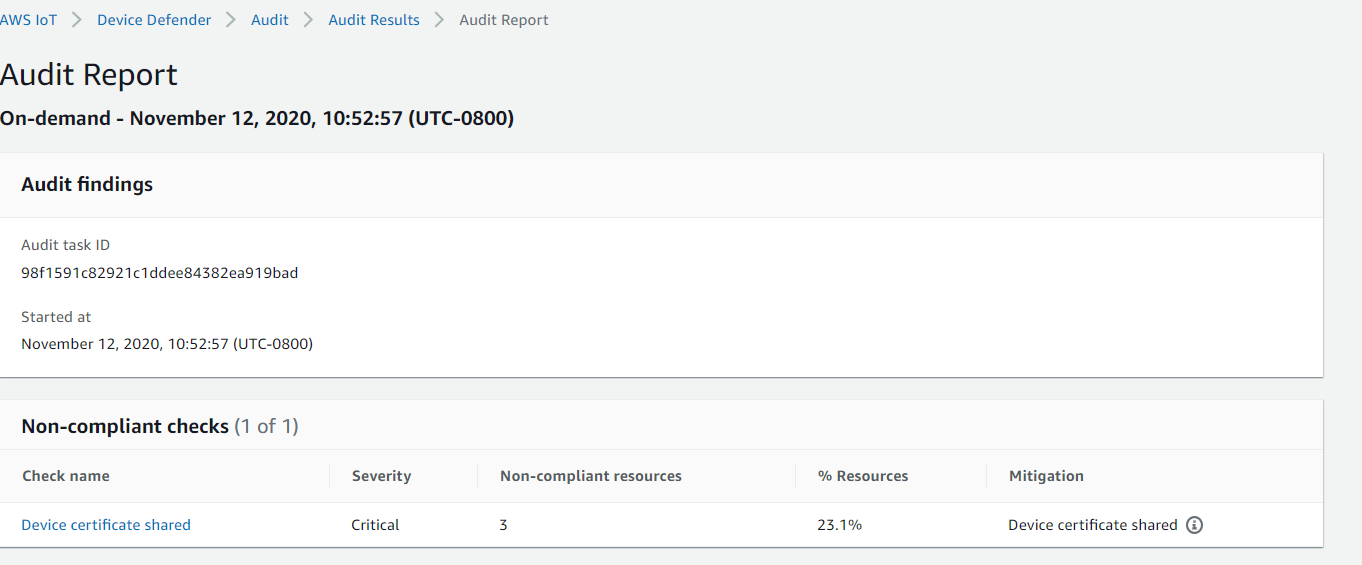 AWS IoT > Device Defender > Audit > Audit Results > Audit Report
Audit Report
On-demand - November 12, 2020, 10:52:57 (UTC-0800)
Audit findings
Audit task ID
98f1591c82921c1ddee84382ea919bad
Started at
November 12, 2020, 10:52:57 (UTC-0800)
Non-compliant checks (1 of 1)
Check name Severity Non-compliant resources % Resources Mitigation
Device certificate shared Critical 3 23.1% Device certificate shared